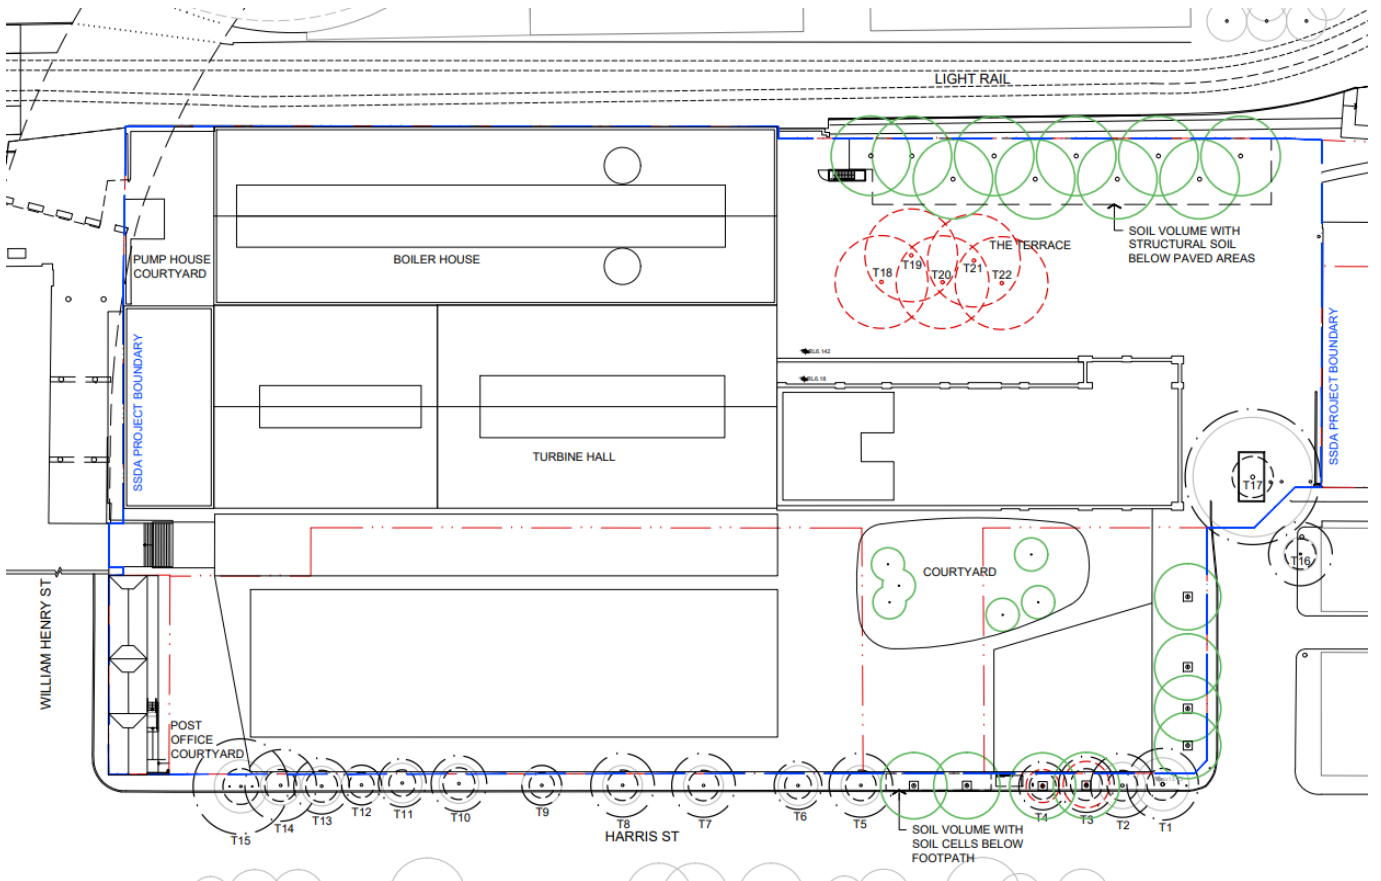 LIGHT RAIL
SOIL VOLUME WITH
STRUCTURAL SOIL
BELOW PAVED AREAS
THE TERRACE
T18
T19
T20
T21
T22
PUMP HOUSE
COURTYARD
BOILER HOUSE
SSDA PROJECT BOUNDARY
SSDA PROJECT BOUNDARY
TURBINE HALL
T17
T16
COURTYARD
WILLIAM HENRY ST
POST
OFFICE
COURTYARD
T15
T14
T13
T12
T11
T10
T9
T8
T7
T6
T5
T4
T3
T2
T1
HARRIS ST
SOIL VOLUME WITH
SOIL CELLS BELOW
FOOTPATH